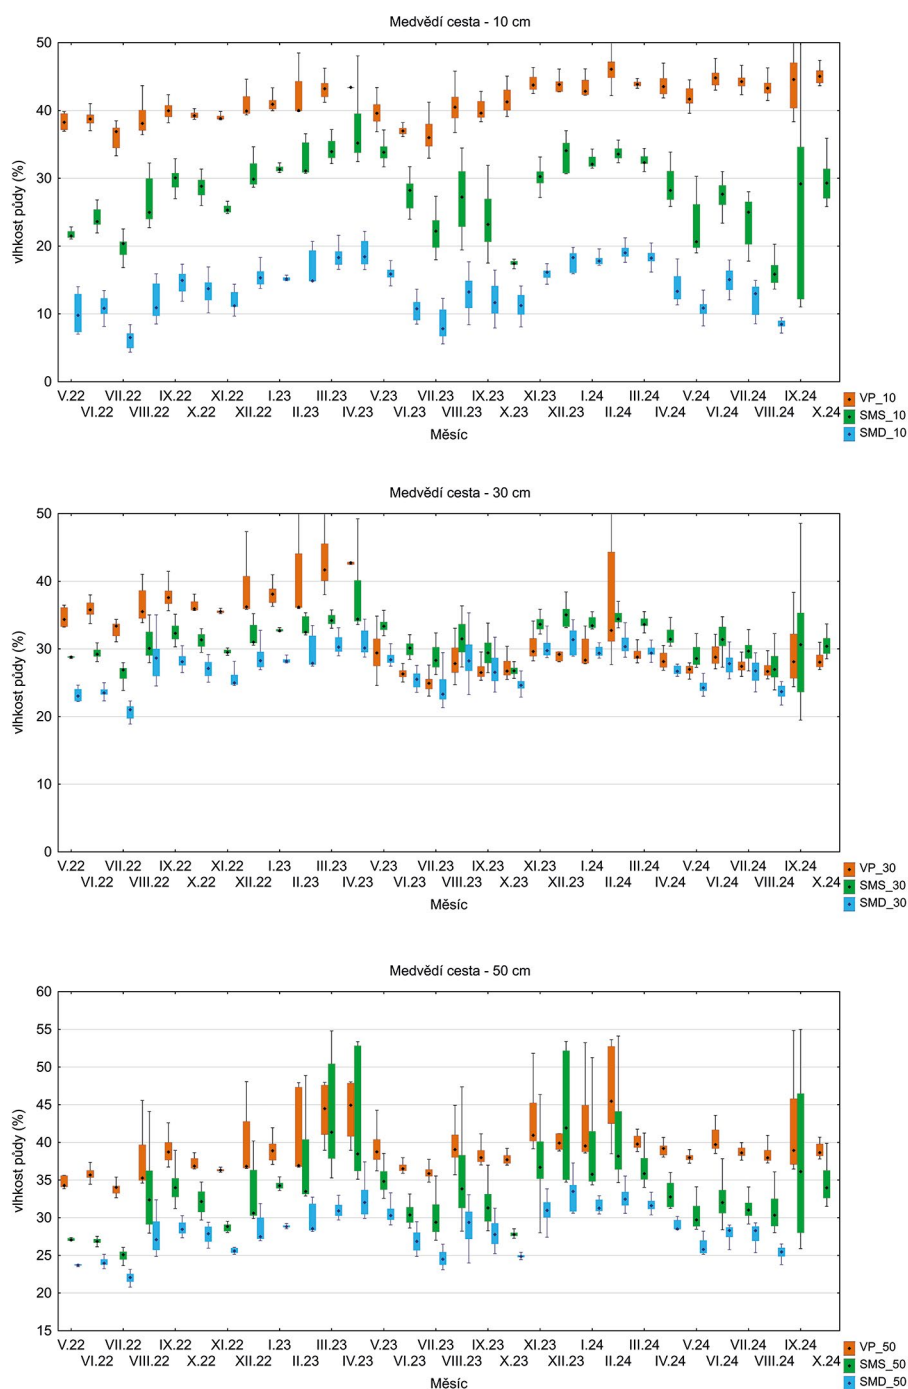 Medvědí cesta - 10 cm
50
40
30
20
10
0
vlhkost půdy (%)
V.22 VII.22 IX.22 XI.22 I.23 III.23 V.23 VII.23 IX.23 XI.23 I.24 III.24 V.24 VII.24 IX.24
VI.22 VIII.22 X.22 XII.22 II.23 IV.23 VI.23 VIII.23 X.23 XII.23 II.24 IV.24 VI.24 VIII.24 X.24
Měsíc
VP_10
SMS_10
SMD_10
Medvědí cesta - 30 cm
50
40
30
20
10
0
vlhkost půdy (%)
V.22 VII.22 IX.22 XI.22 I.23 III.23 V.23 VII.23 IX.23 XI.23 I.24 III.24 V.24 VII.24 IX.24
VI.22 VIII.22 X.22 XII.22 II.23 IV.23 VI.23 VIII.23 X.23 XII.23 II.24 IV.24 VI.24 VIII.24 X.24
Měsíc
VP_30
SMS_30
SMD_30
Medvědí cesta - 50 cm
60
55
50
45
40
35
30
25
20
15
vlhkost půdy (%)
V.22 VII.22 IX.22 XI.22 I.23 III.23 V.23 VII.23 IX.23 XI.23 I.24 III.24 V.24 VII.24 IX.24
VI.22 VIII.22 X.22 XII.22 II.23 IV.23 VI.23 VIII.23 X.23 XII.23 II.24 IV.24 VI.24 VIII.24 X.24
Měsíc
VP_50
SMS_50
SMD_50